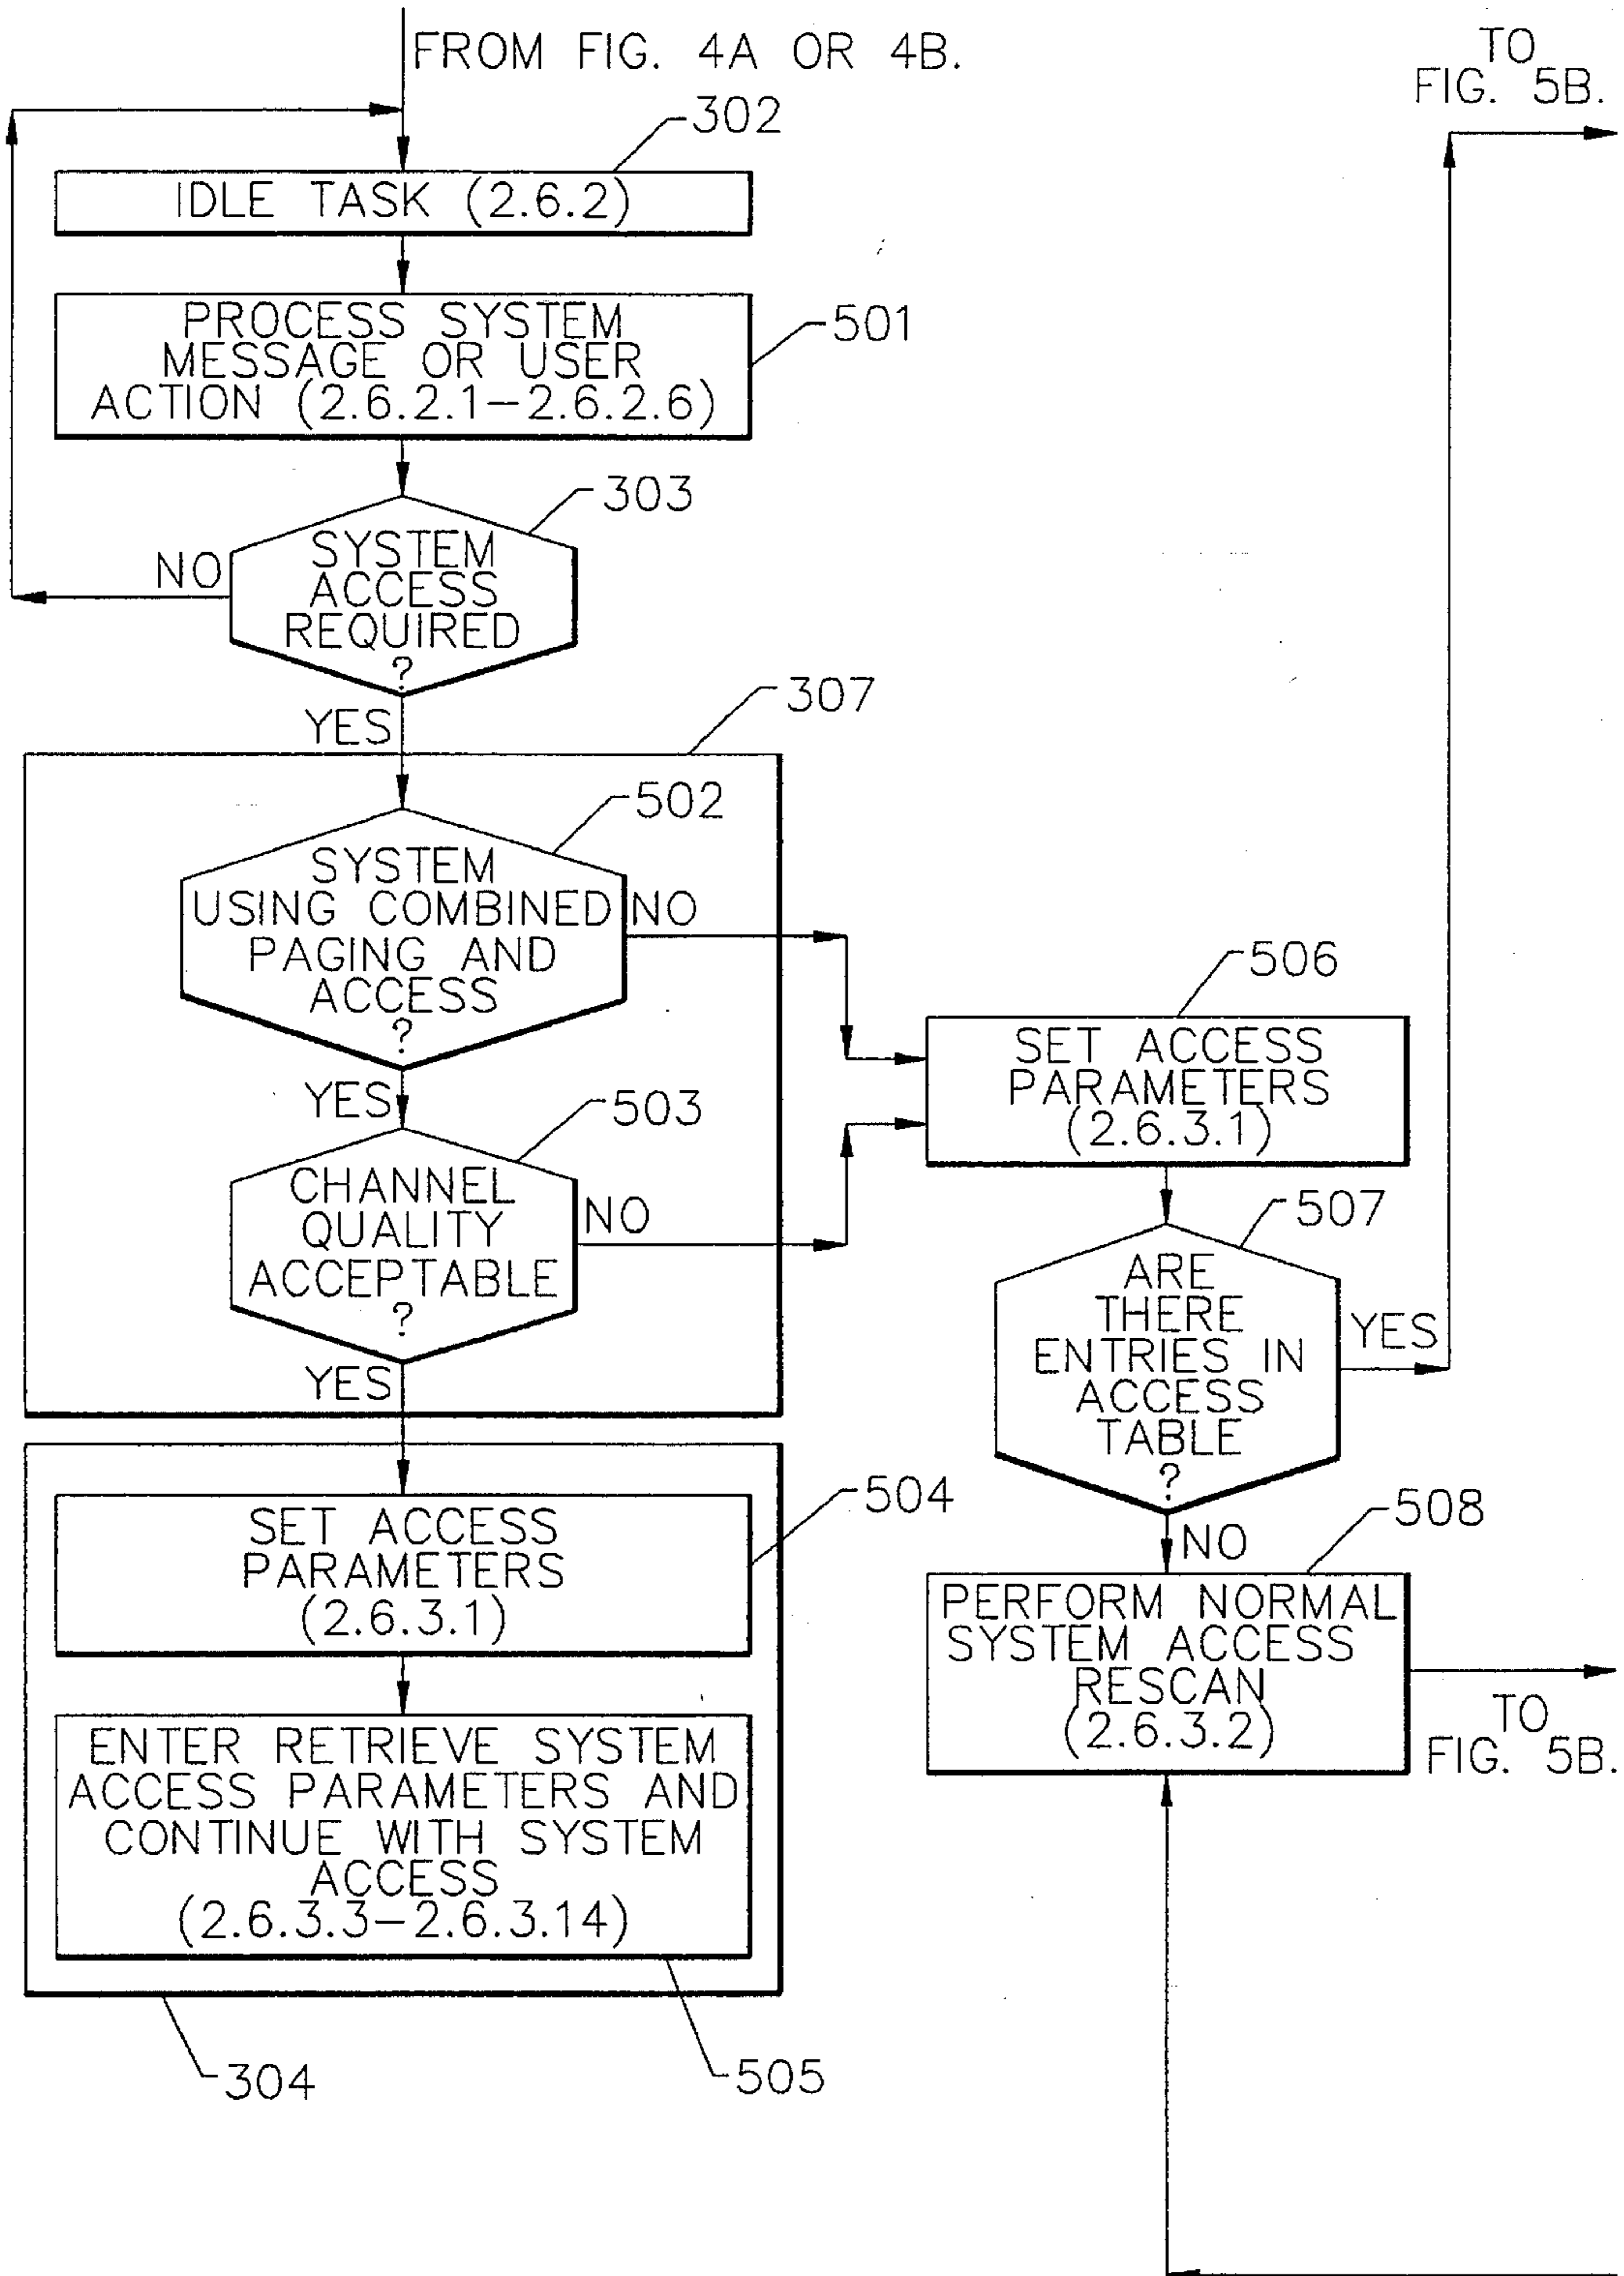 FROM FIG. 4A OR 4B.
TO
FIG. 5B.
302
IDLE TASK (2.6.2)
PROCESS SYSTEM
MESSAGE OR USER
ACTION (2.6.2.1-2.6.2.6)
501
303
SYSTEM
ACCESS
REQUIRED
?
NO
YES
307
502
SYSTEM
USING COMBINED
PAGING AND
ACCESS
?
NO
YES
503
CHANNEL
QUALITY
ACCEPTABLE
?
NO
YES
506
SET ACCESS
PARAMETERS
(2.6.3.1)
507
ARE
THERE
ENTRIES IN
ACCESS
TABLE
?
YES
NO
504
SET ACCESS
PARAMETERS
(2.6.3.1)
508
PERFORM NORMAL
SYSTEM ACCESS
RESCAN
(2.6.3.2)
TO
FIG. 5B.
ENTER RETRIEVE SYSTEM
ACCESS PARAMETERS AND
CONTINUE WITH SYSTEM
ACCESS
(2.6.3.3-2.6.3.14)
304
505